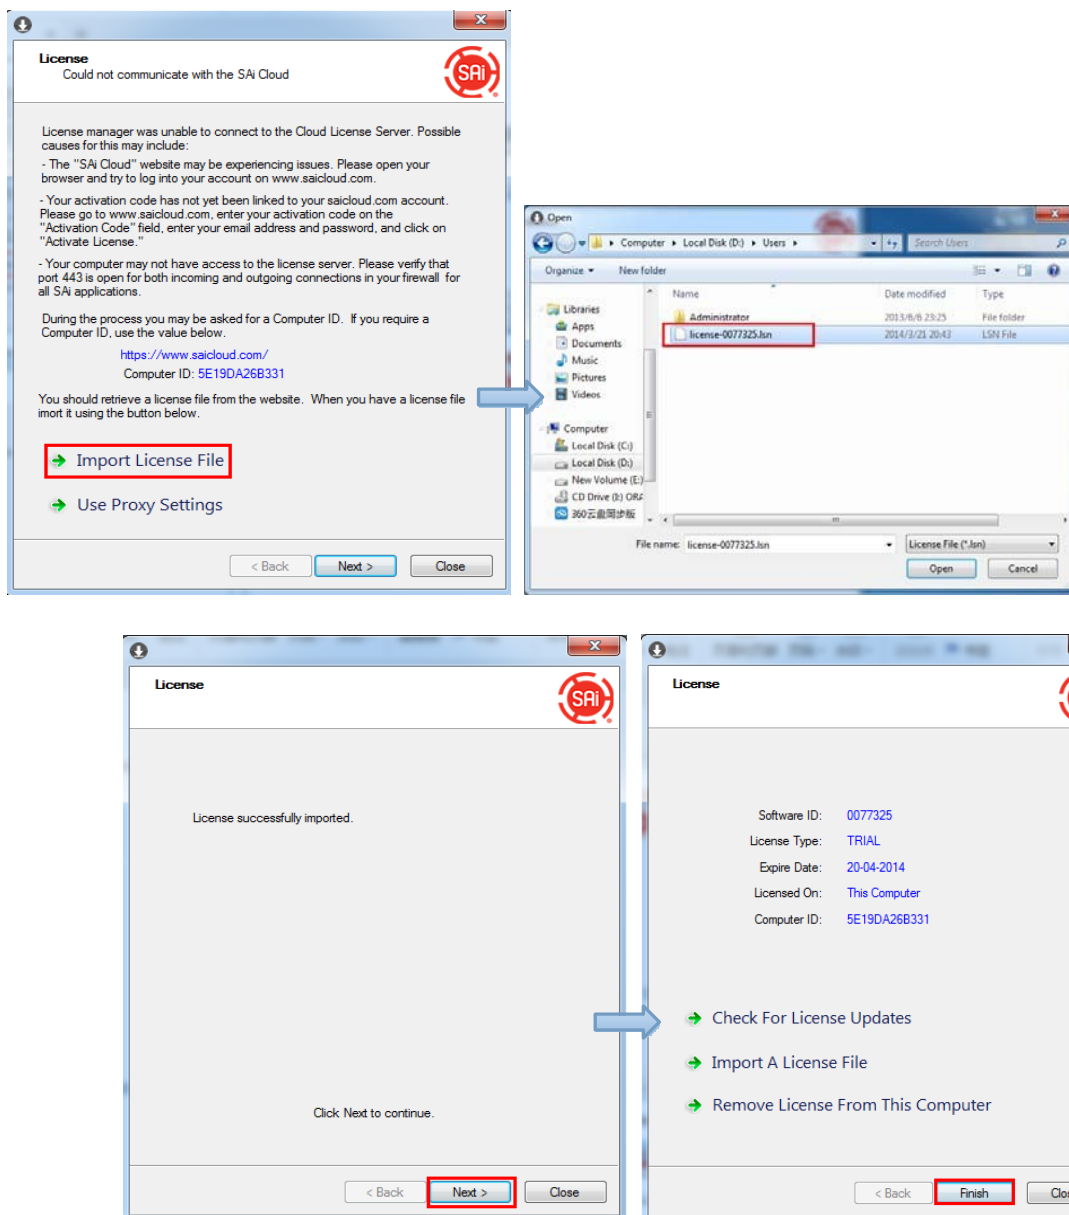 License
Could not communicate with the SAi Cloud
SAi
License manager was unable to connect to the Cloud License Server. Possible
causes for this may include:
- The "SAi Cloud" website may be experiencing issues. Please open your
browser and try to log into your account on www.saicloud.com.
- Your activation code has not yet been linked to your saicloud.com account.
Please go to www.saicloud.com, enter your activation code on the
"Activation Code" field, enter your email address and password, and click on
"Activate License."
- Your computer may not have access to the license server. Please verify that
port 443 is open for both incoming and outgoing connections in your firewall for
all SAi applications.
During the process you may be asked for a Computer ID. If you require a
Computer ID, use the value below.
https://www.saicloud.com/
Computer ID: 5E19DA26B331
You should retrieve a license file from the website. When you have a license file
imort it using the button below.
Import License File
Use Proxy Settings
< Back Next > Close
Open
Computer Local Disk (D:) Users Search Users
Organize New folder
Name Date modified Type
Libraries
Apps
Documents
Music
Pictures
Videos
Computer
Local Disk (C:)
Local Disk (D:)
New Volume (E:)
CD Drive (I:) ORA
360云盘同步版
Administrator 2013/6/6 23:25 File folder
license-0077325.lsn 2014/3/21 20:43 LSN File
File name: license-0077325.lsn License File (*.lsn)
Open Cancel
License
SAi
License successfully imported.
Click Next to continue.
< Back Next > Close
License
Software ID: 0077325
License Type: TRIAL
Expire Date: 20-04-2014
Licensed On: This Computer
Computer ID: 5E19DA26B331
Check For License Updates
Import A License File
Remove License From This Computer
< Back Finish Clos